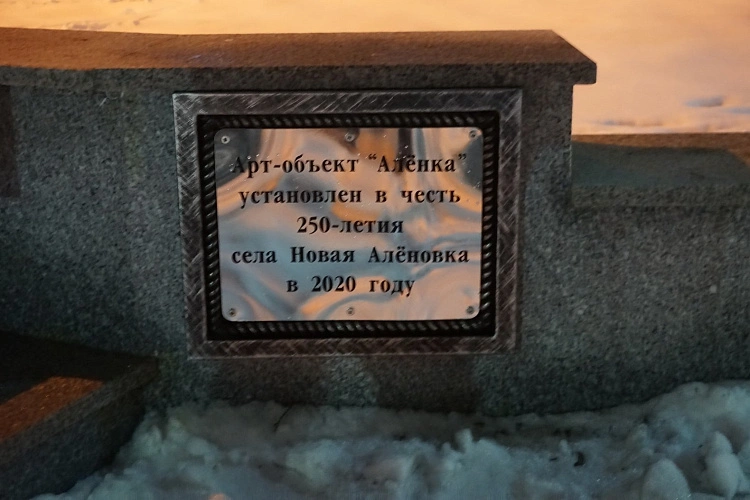 Арт-объект "Алёнка"
установлен в честь
250-летия
села Новая Алёновка
в 2020 году